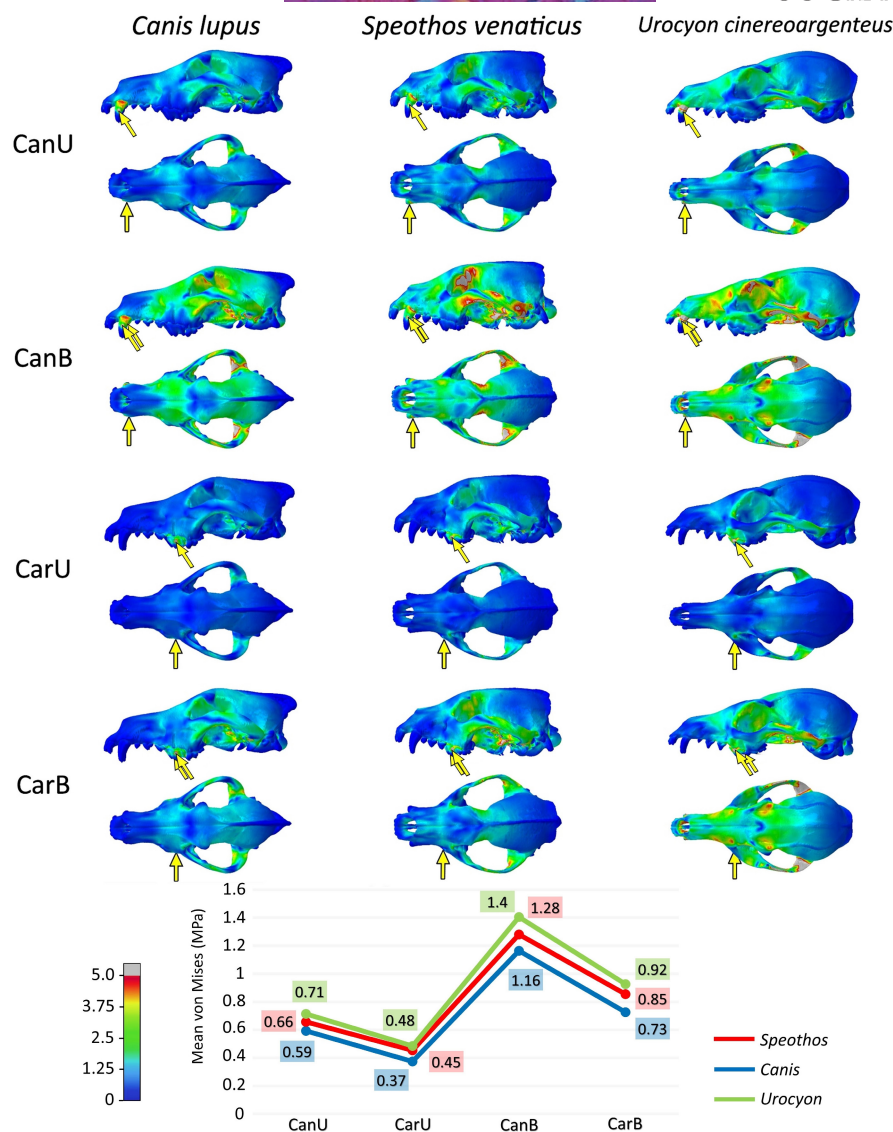 Canis lupus
Speothos venaticus
Urocyon cinereoargenteus
CanU
CanB
CarU
CarB
Mean von Mises (MPa)
1.6
1.4
1.2
1
0.8
0.6
0.4
0.2
0
5.0
3.75
2.5
1.25
0
0.66
0.71
0.59
0.48
0.37
0.45
1.4
1.28
1.16
0.92
0.85
0.73
CanU
CarU
CanB
CarB
Speothos
Canis
Urocyon